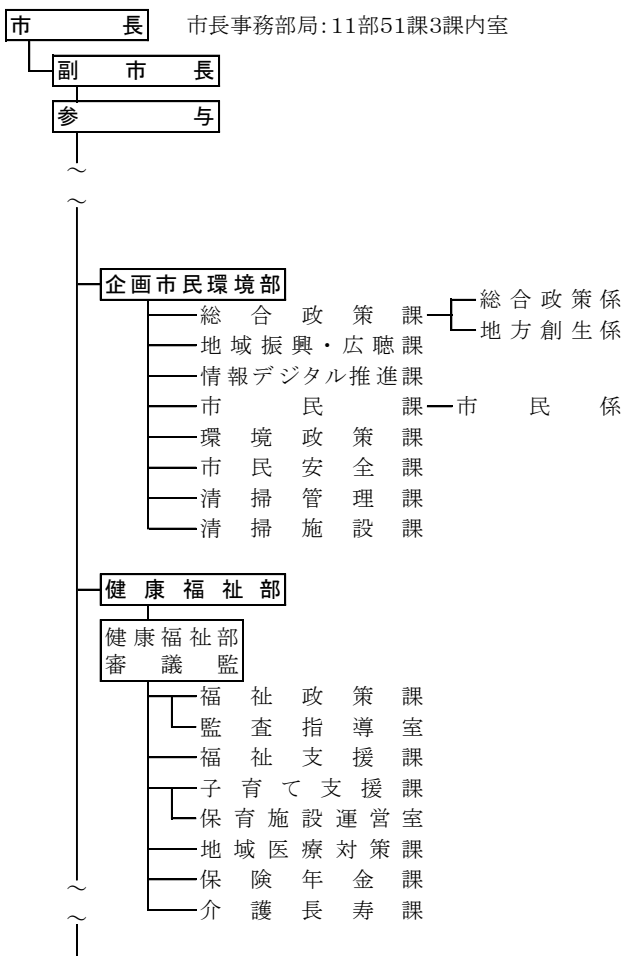 市長 市長事務部局：11部51課3課内室
副市長
参与
～
～
企画市民環境部
総合政策課 総合政策係
地方創生係
地域振興・広聴課
情報デジタル推進課
市民課 市民係
環境政策課
市民安全課
清掃管理課
清掃施設課
健康福祉部
健康福祉部
審議監
福祉政策課
監査指導室
福祉支援課
子育て支援課
保育施設運営室
地域医療対策課
保険年金課
介護長寿課
～
～